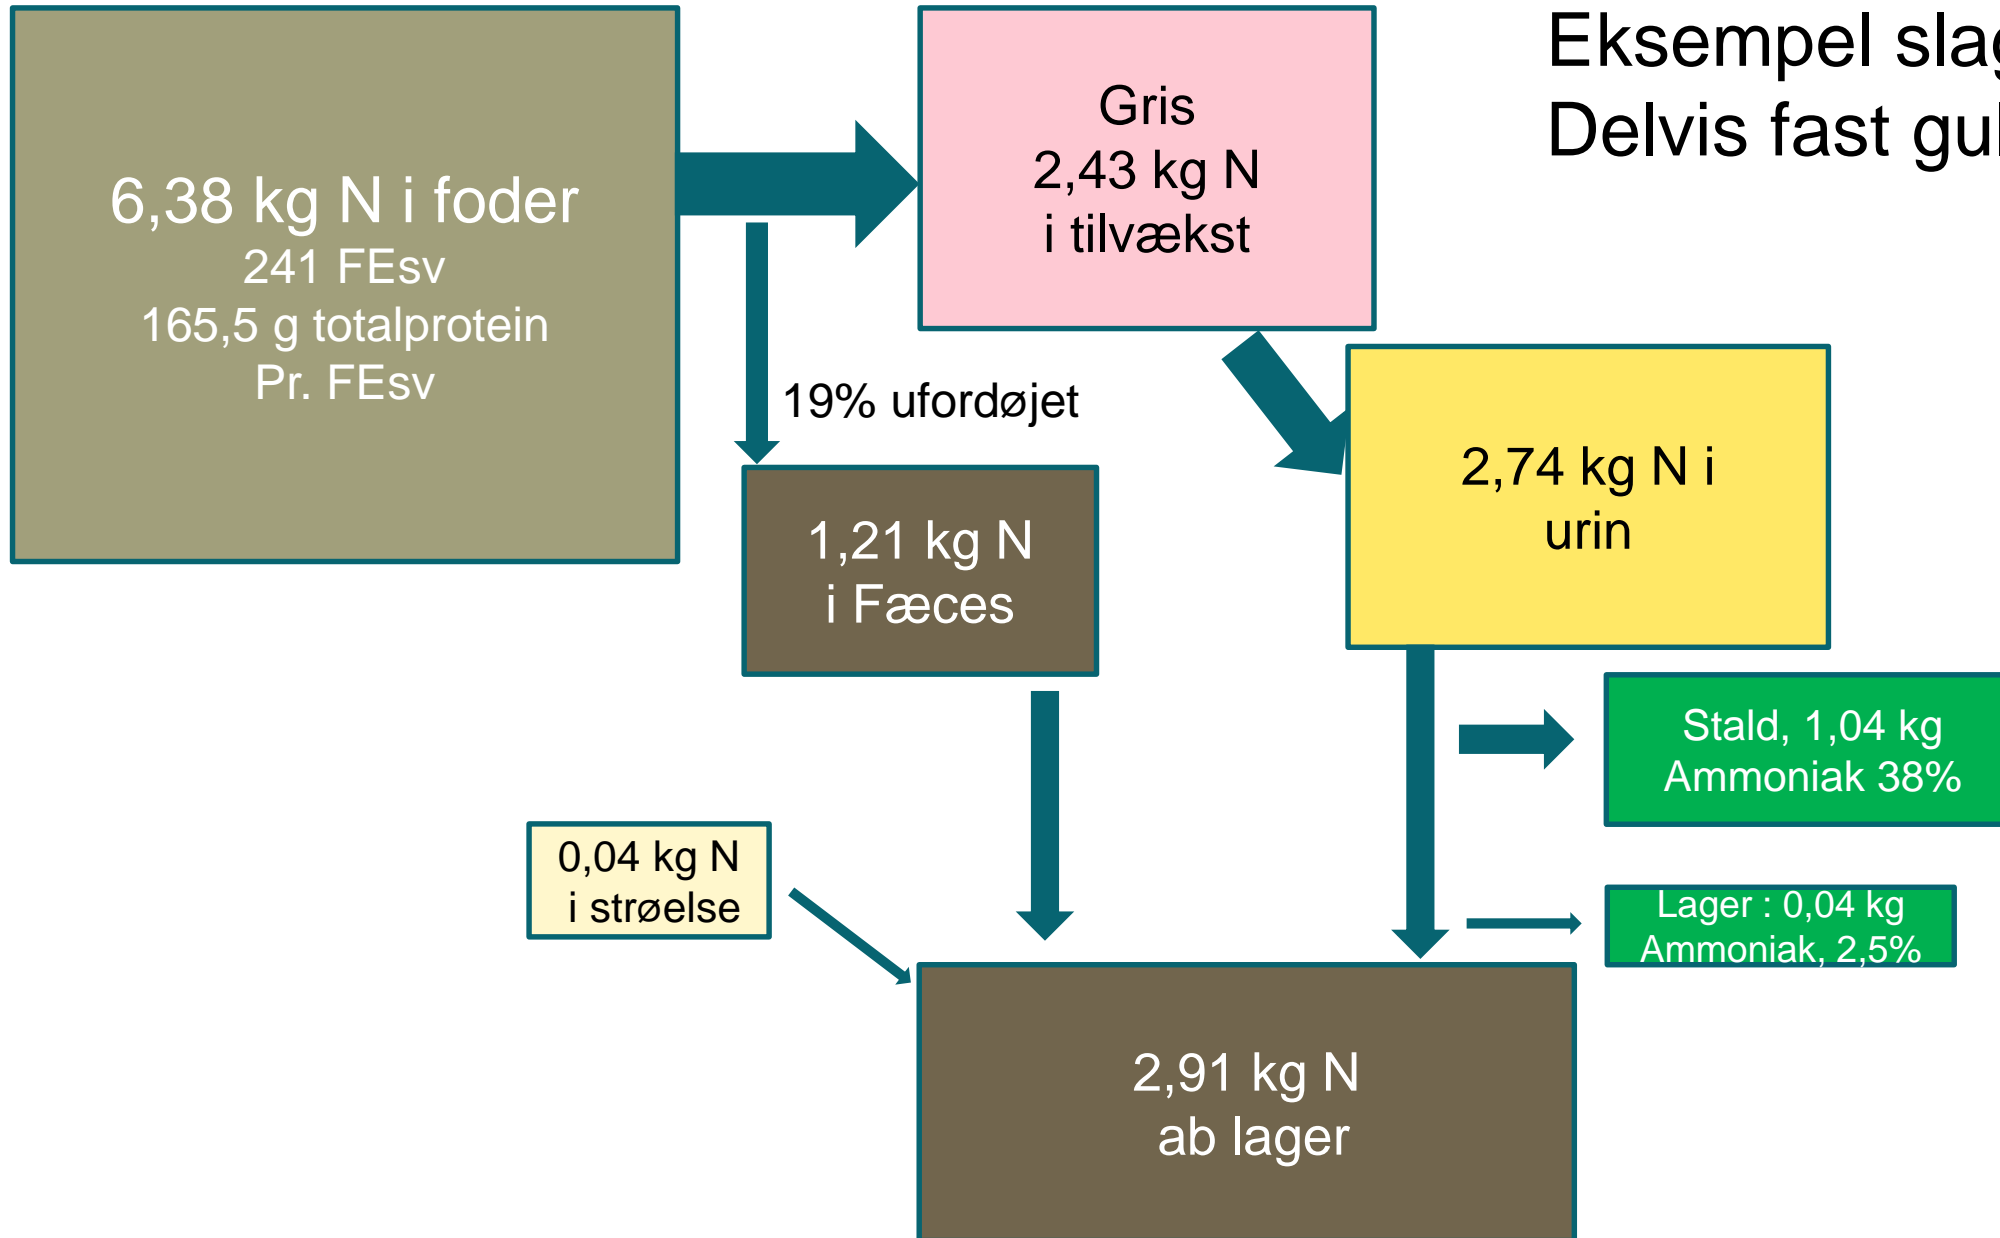 Eksempel
Delvis fast
6,38 kg N i foder
241 FEsv
165,5 g totalprotein
Pr. FEsv
Gris
2,43 kg N
i tilvækst
19% ufordøjet
1,21 kg N
i Fæces
2,74 kg N i
urin
Stald, 1,04 kg
Ammoniak 38%
0,04 kg N
i strøelse
Lager : 0,04 kg
Ammoniak, 2,5%
2,91 kg N
ab lager